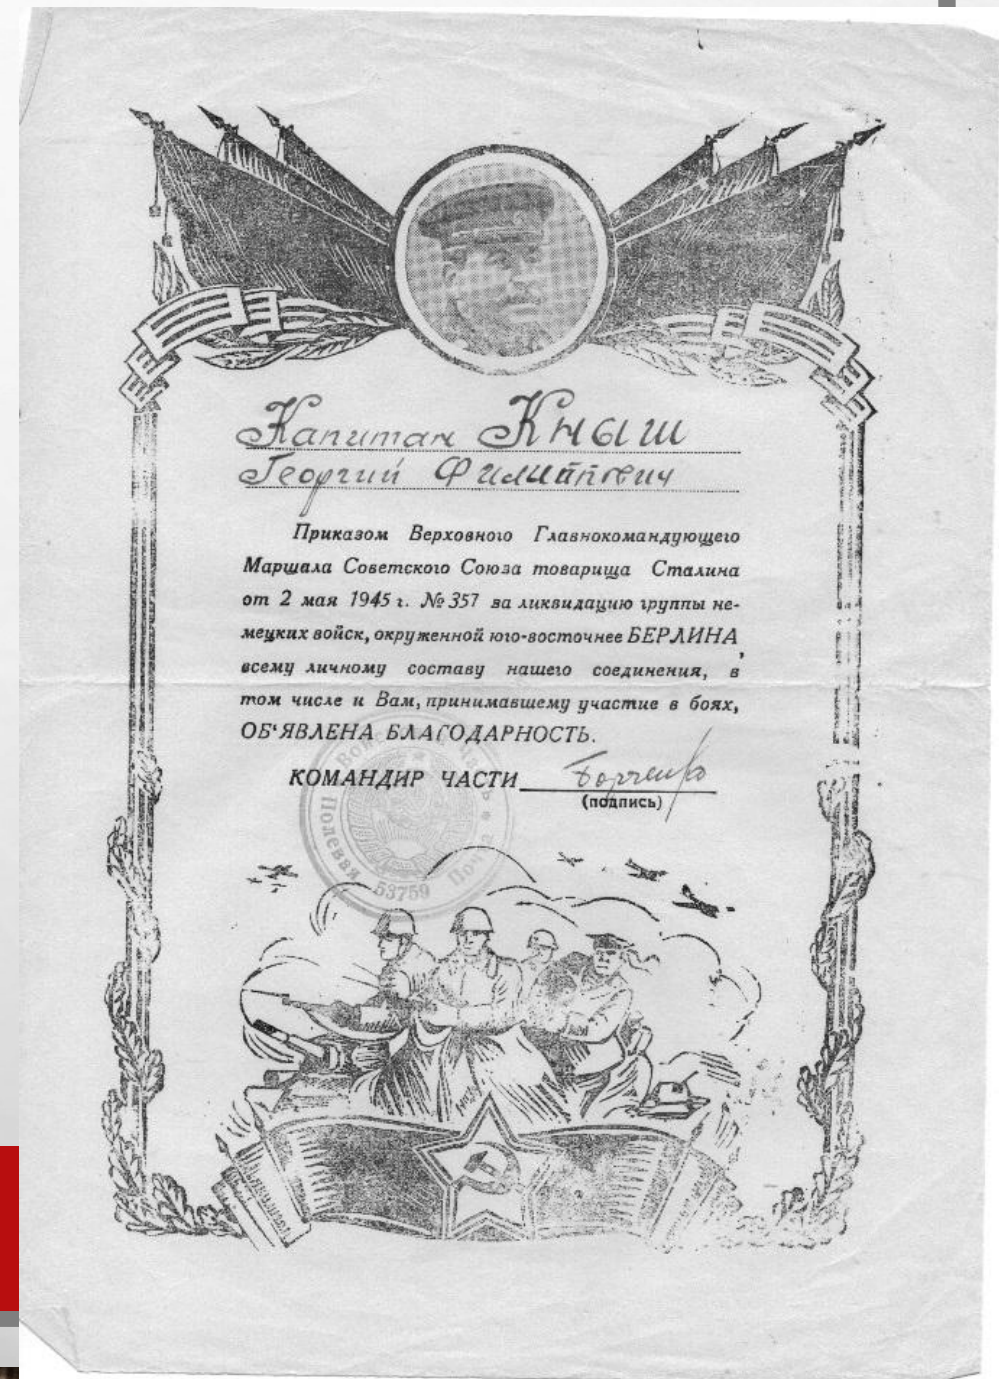 Капитан Кныш
Георгий Филиппович
Приказом Верховного Главнокомандующего
Маршала Советского Союза товарища Сталина
от 2 мая 1945 г. №357 за ликвидацию группы не-
мецких войск, окруженной юго-восточнее БЕРЛИНА,
всему личному составу нашего соединения, в
том числе и Вам, принимавшему участие в боях,
ОБ'ЯВЛЕНА БЛАГОДАРНОСТЬ.
КОМАНДИР ЧАСТИ
(подпись)
Полевая Почта
53759